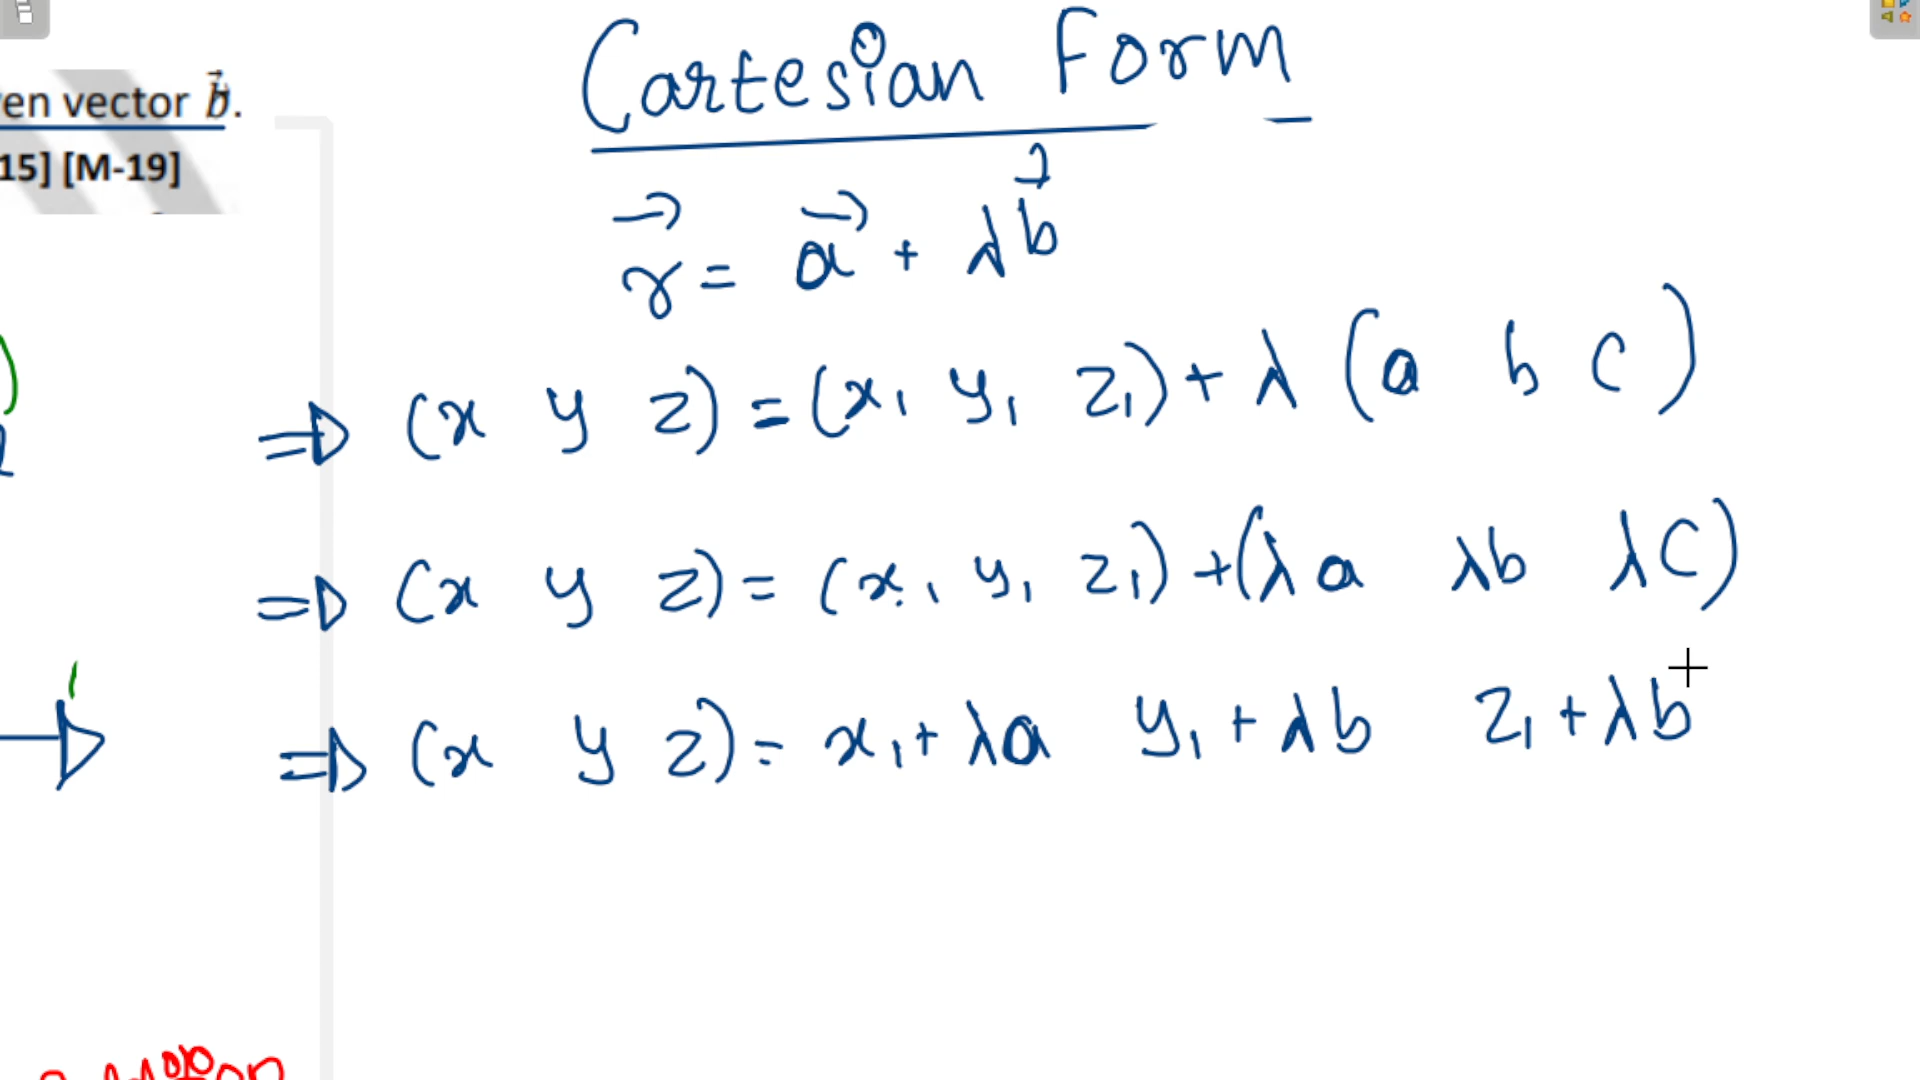 Cartesian Form
en vector b⃗.
15] [M-19]
r⃗ = a⃗ + λb⃗
⇒ (x y z) = (x₁ y₁ z₁) + λ (a b c)
⇒ (x y z) = (x₁ y₁ z₁) + (λa λb λc)
⇒ (x y z) = x₁ + λa y₁ + λb z₁ + λb